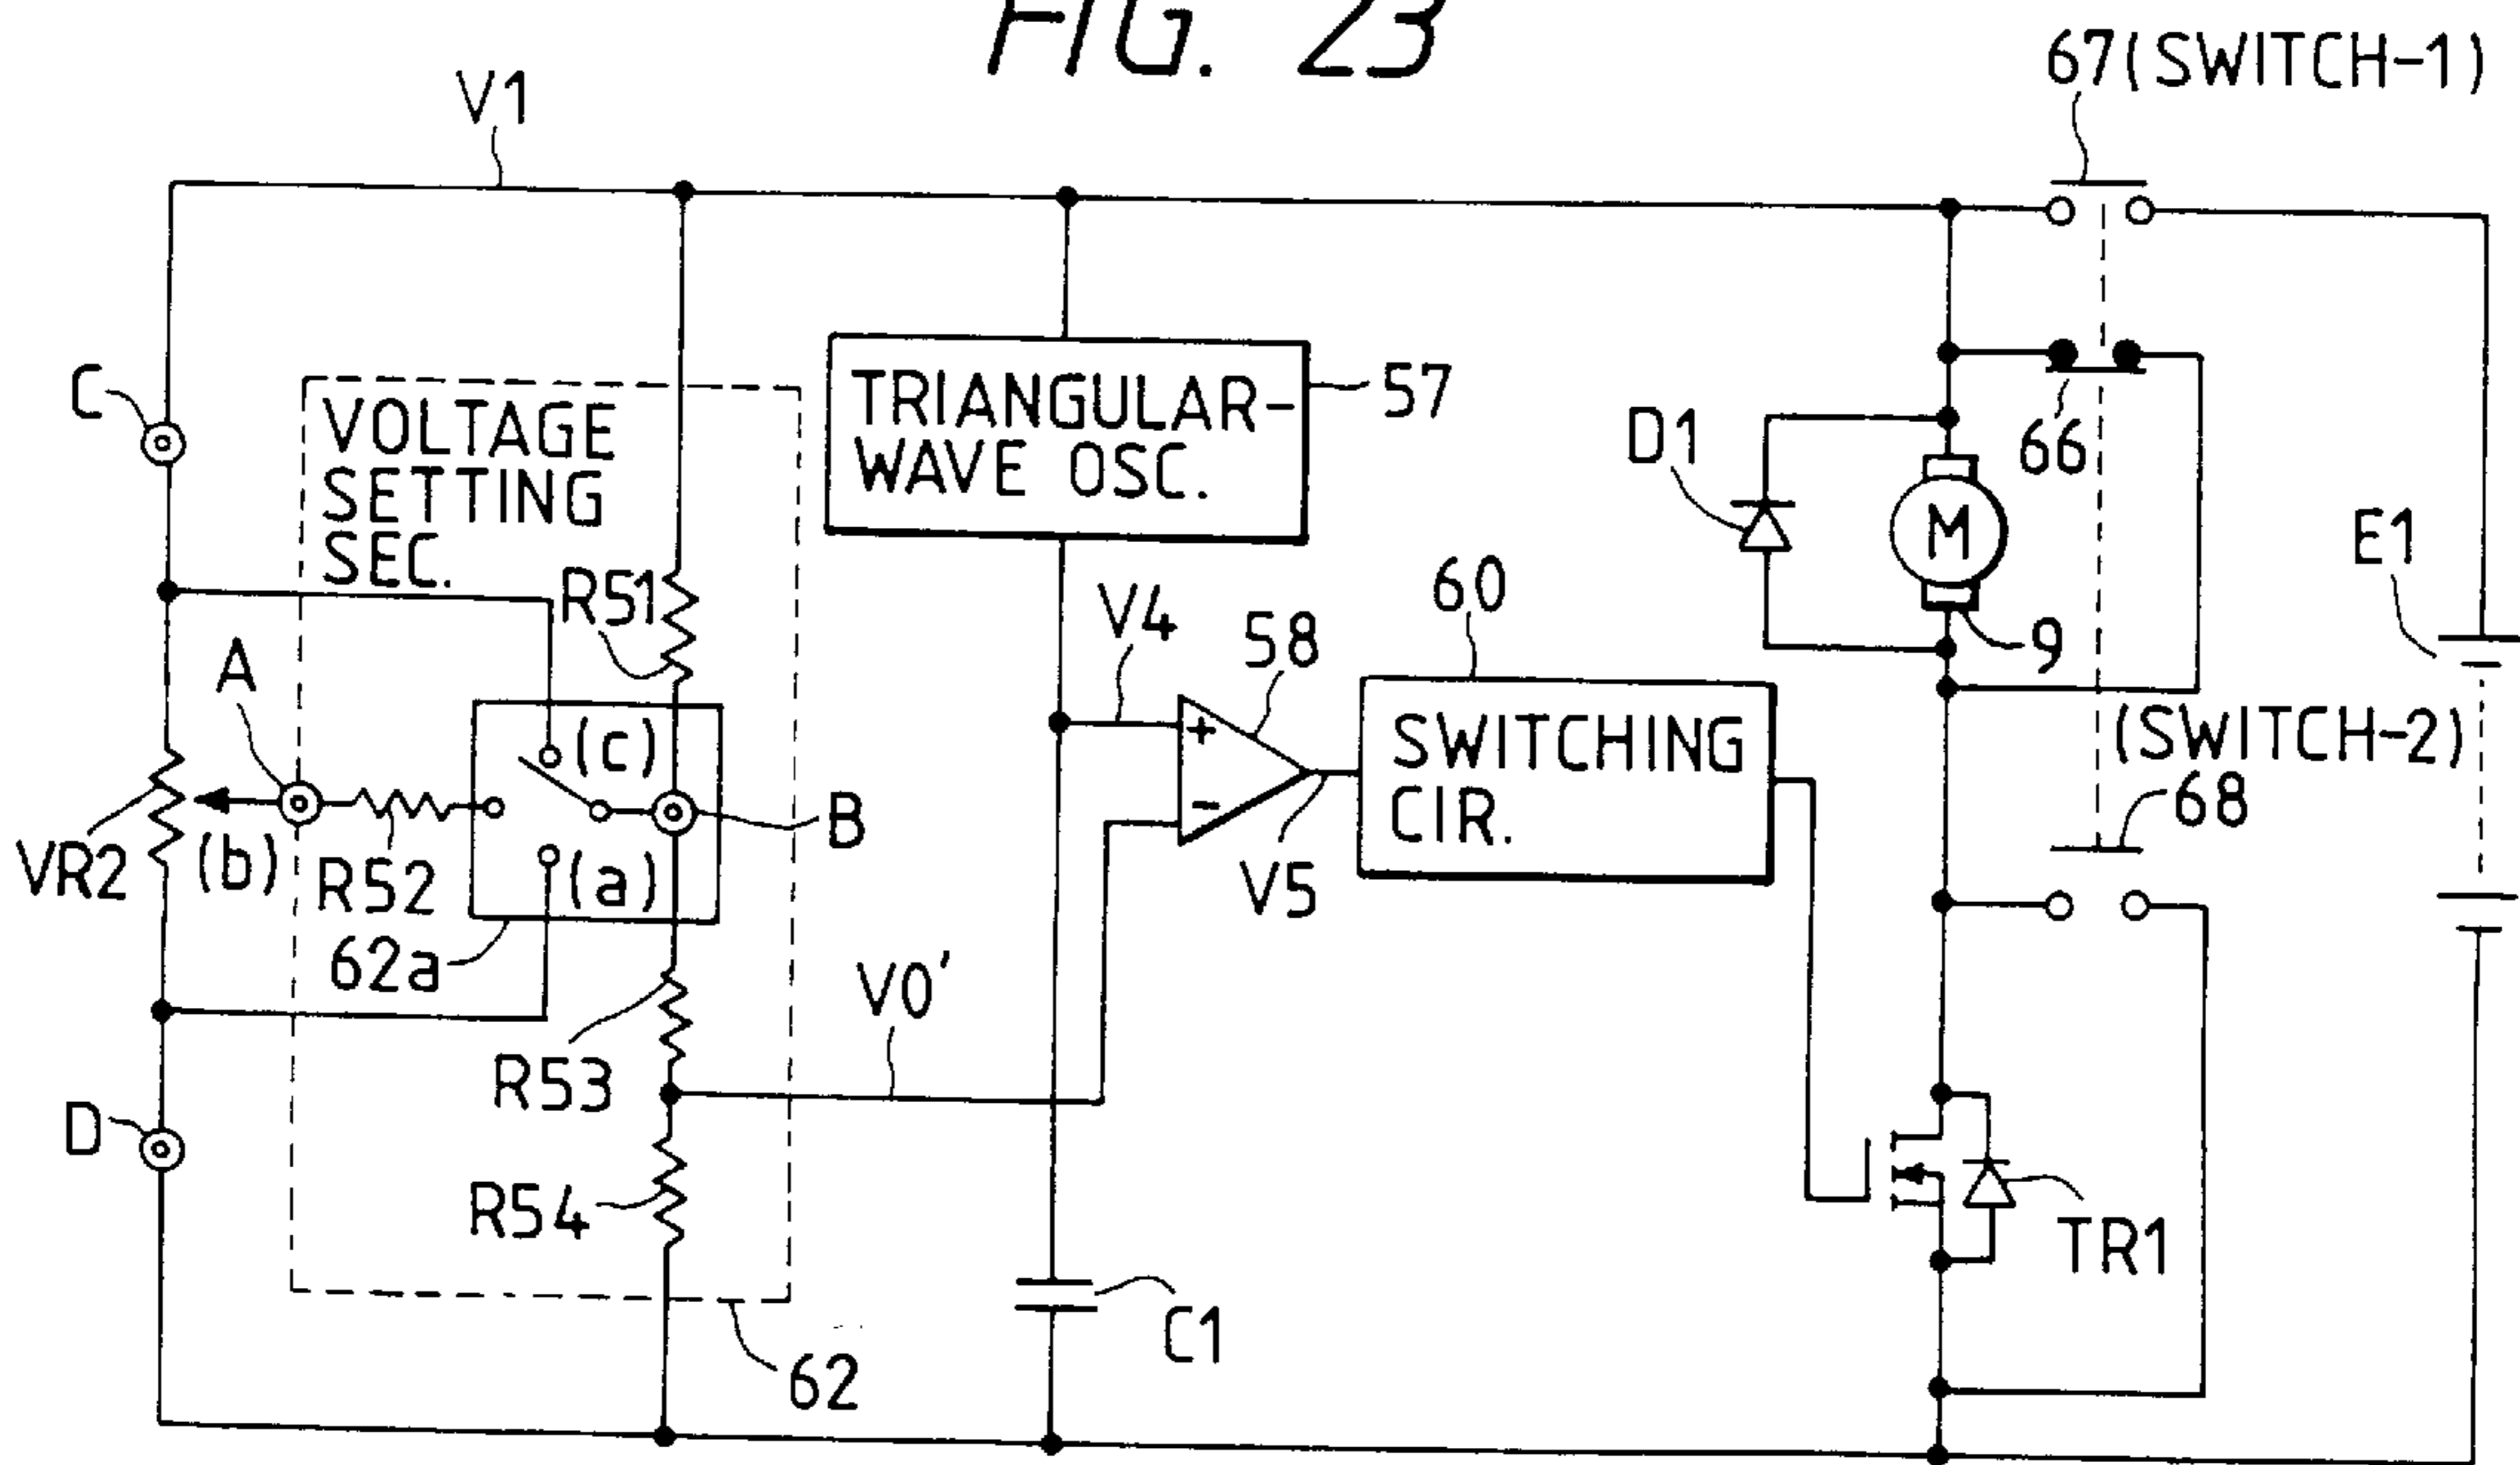 FIG. 23
67(SWITCH-1)
V1
C
VOLTAGE
SETTING
SEC.
TRIANGULAR-
WAVE OSC.
57
D1
66
M
E1
R51
A
V4
58
60
9
(c)
+
-
SWITCHING
CIR.
(SWITCH-2)
68
VR2
(b)
R52
(a)
B
V5
62a
V0'
R53
D
R54
TR1
C1
62